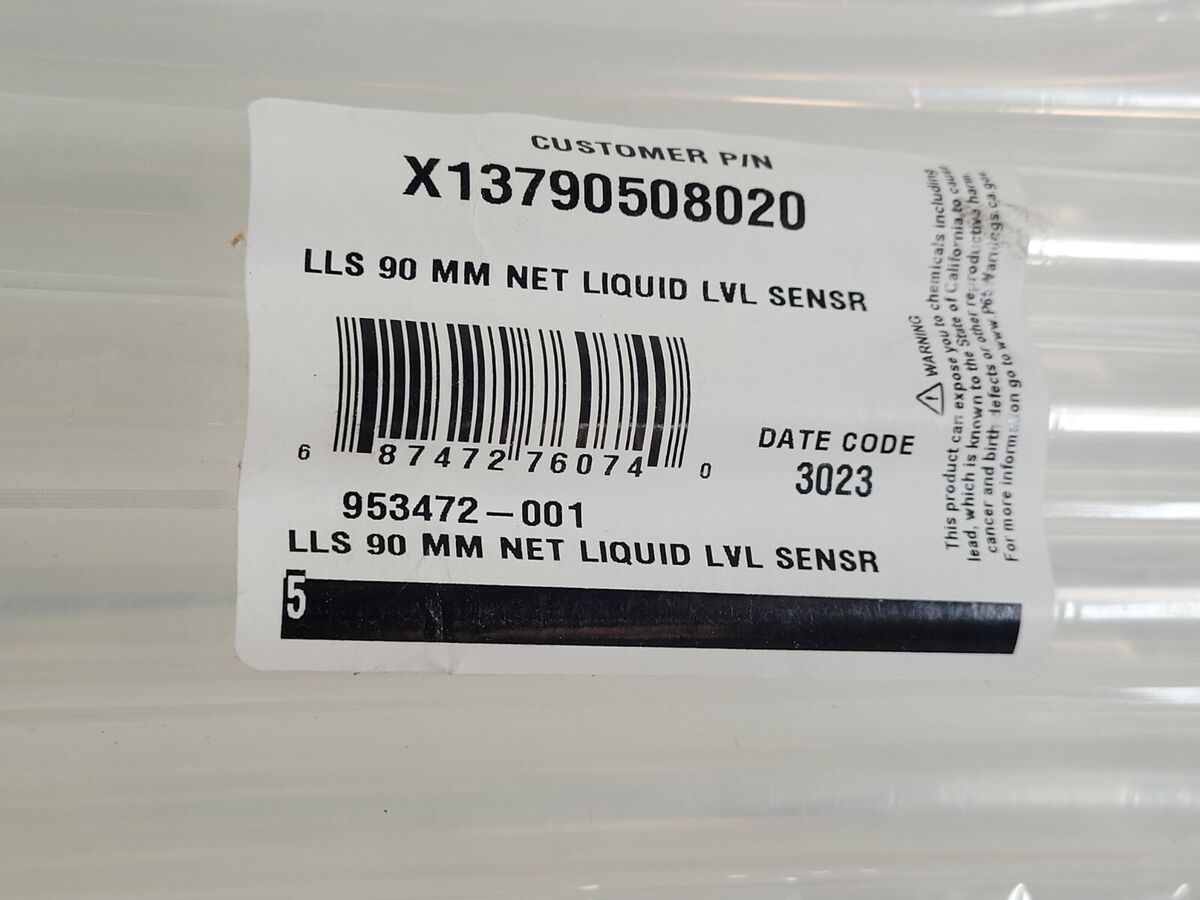 CUSTOMER P/N
X13790508020
LLS 90 MM NET LIQUID LVL SENSR
6 87472 76074 0
DATE CODE
3023
953472-001
LLS 90 MM NET LIQUID LVL SENSR
5
⚠ WARNING
This product can expose you to chemicals including
lead, which is known to the State of California to cause
cancer and birth defects or other reproductive harm.
For more information go to www.P65Warnings.ca.gov